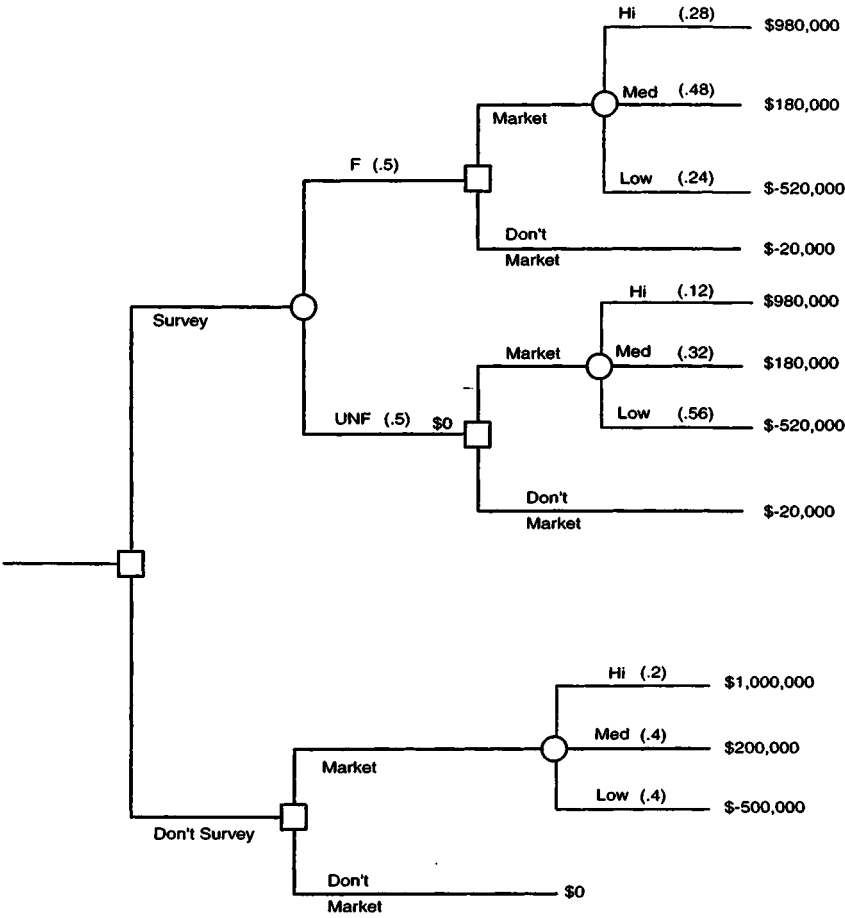 Hi (.28) $980,000
Med (.48) $180,000
Market
F (.5)
Low (.24) $-520,000
Don't
Market $-20,000
Hi (.12) $980,000
Survey
Market Med (.32) $180,000
UNF (.5) $0
Low (.56) $-520,000
Don't
Market $-20,000
Hi (.2) $1,000,000
Med (.4) $200,000
Market
Low (.4) $-500,000
Don't Survey
Don't
Market $0